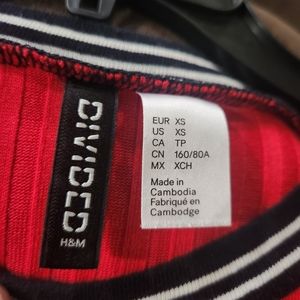 DIVIDED
H&M
EUR XS
US XS
CA TP
CN 160/80A
MX XCH
Made in
Cambodia
Fabriqué en
Cambodge